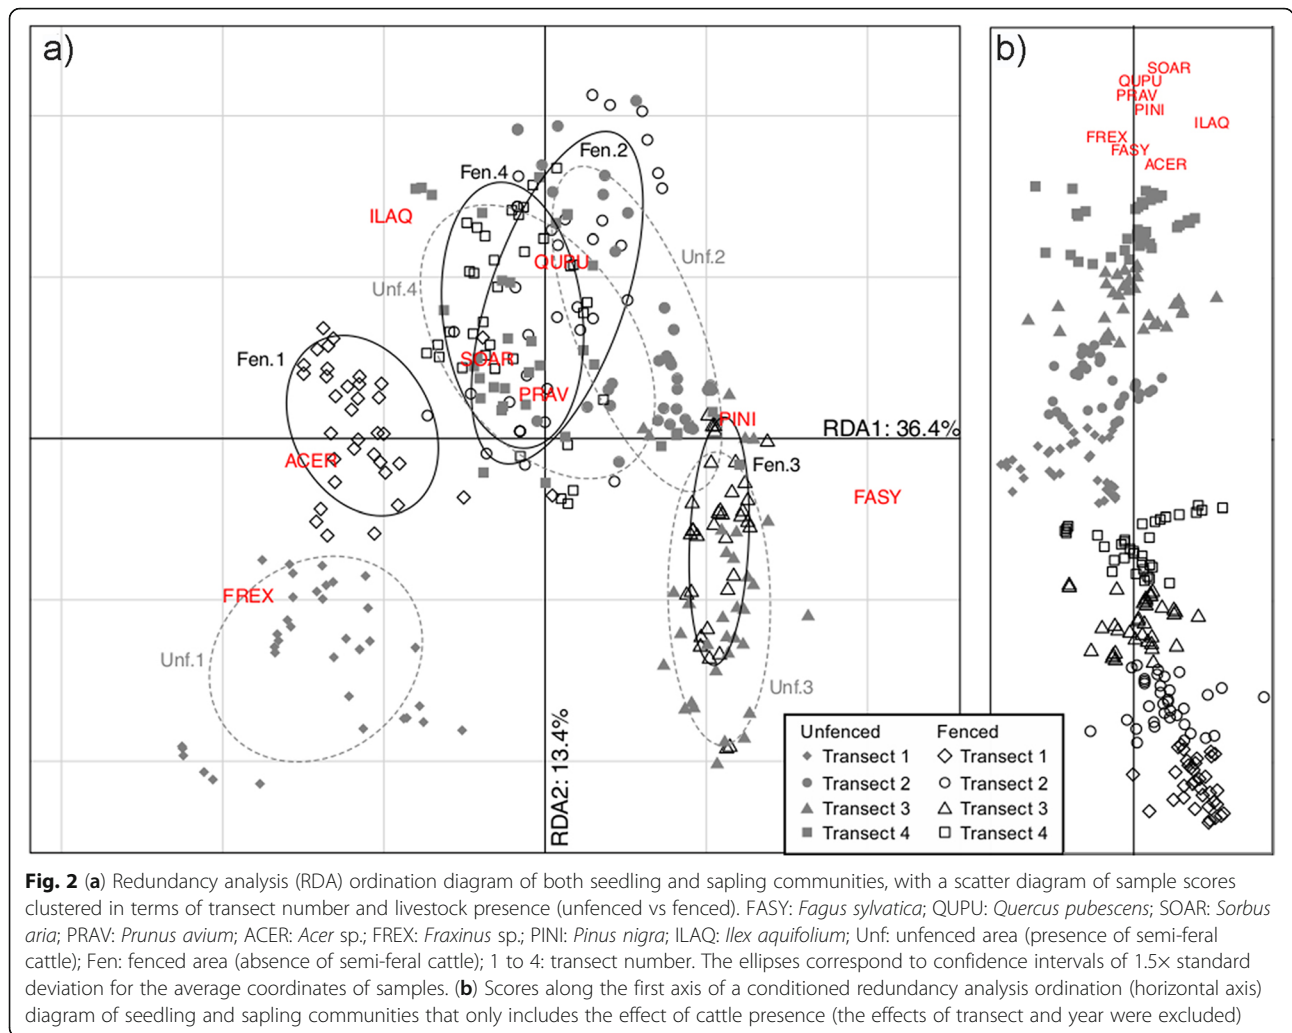 a)
b)
SOAR
QUPU
PRAV
PINI
ILAQ
FREX
FASY
ACER
Fen.2
Fen.4
ILAQ
QUPU
Unf.2
Unf.4
Fen.1
SOAR
PRAV
PINI
RDA1: 36.4%
ACER
Fen.3
FASY
FREX
Unf.1
Unf.3
RDA2: 13.4%
Unfenced Fenced
Transect 1 Transect 1
Transect 2 Transect 2
Transect 3 Transect 3
Transect 4 Transect 4
Fig. 2 (a) Redundancy analysis (RDA) ordination diagram of both seedling and sapling communities, with a scatter diagram of sample scores
clustered in terms of transect number and livestock presence (unfenced vs fenced). FASY: Fagus sylvatica; QUPU: Quercus pubescens; SOAR: Sorbus
aria; PRAV: Prunus avium; ACER: Acer sp.; FREX: Fraxinus sp.; PINI: Pinus nigra; ILAQ: Ilex aquifolium; Unf: unfenced area (presence of semi-feral
cattle); Fen: fenced area (absence of semi-feral cattle); 1 to 4: transect number. The ellipses correspond to confidence intervals of 1.5× standard
deviation for the average coordinates of samples. (b) Scores along the first axis of a conditioned redundancy analysis ordination (horizontal axis)
diagram of seedling and sapling communities that only includes the effect of cattle presence (the effects of transect and year were excluded)